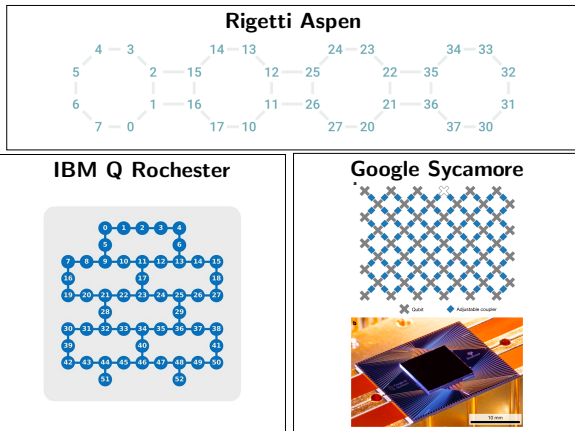 Rigetti Aspen
4 3 14 13 24 23 34 33
5 2 15 12 25 22 35 32
6 1 16 11 26 21 36 31
7 0 17 10 27 20 37 30
IBM Q Rochester
0 1 2 3 4
5 6
7 8 9 10 11 12 13 14 15
16 17 18
19 20 21 22 23 24 25 26 27
28 29
30 31 32 33 34 35 36 37 38
39 40 41
42 43 44 45 46 47 48 49 50
51 52
Google Sycamore
a
Qubit Adjustable coupler
b
10 mm